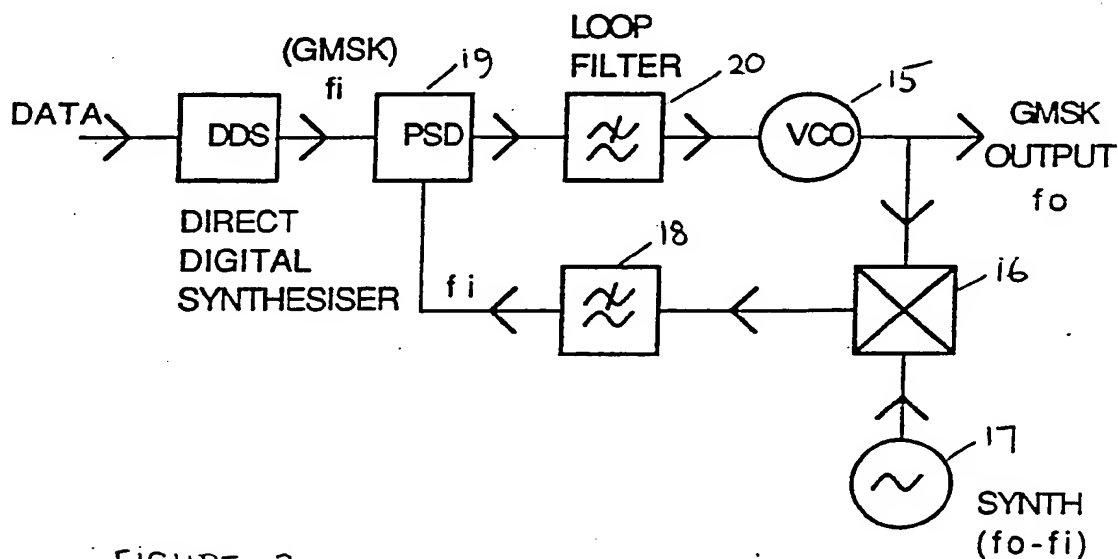 LOOP
FILTER
(GMSK)
fi
19
20
15
DATA
DDS
PSD
VCO
GMSK
OUTPUT
fo
DIRECT
DIGITAL
SYNTHESISER
fi
18
16
17
SYNTH
(fo-fi)